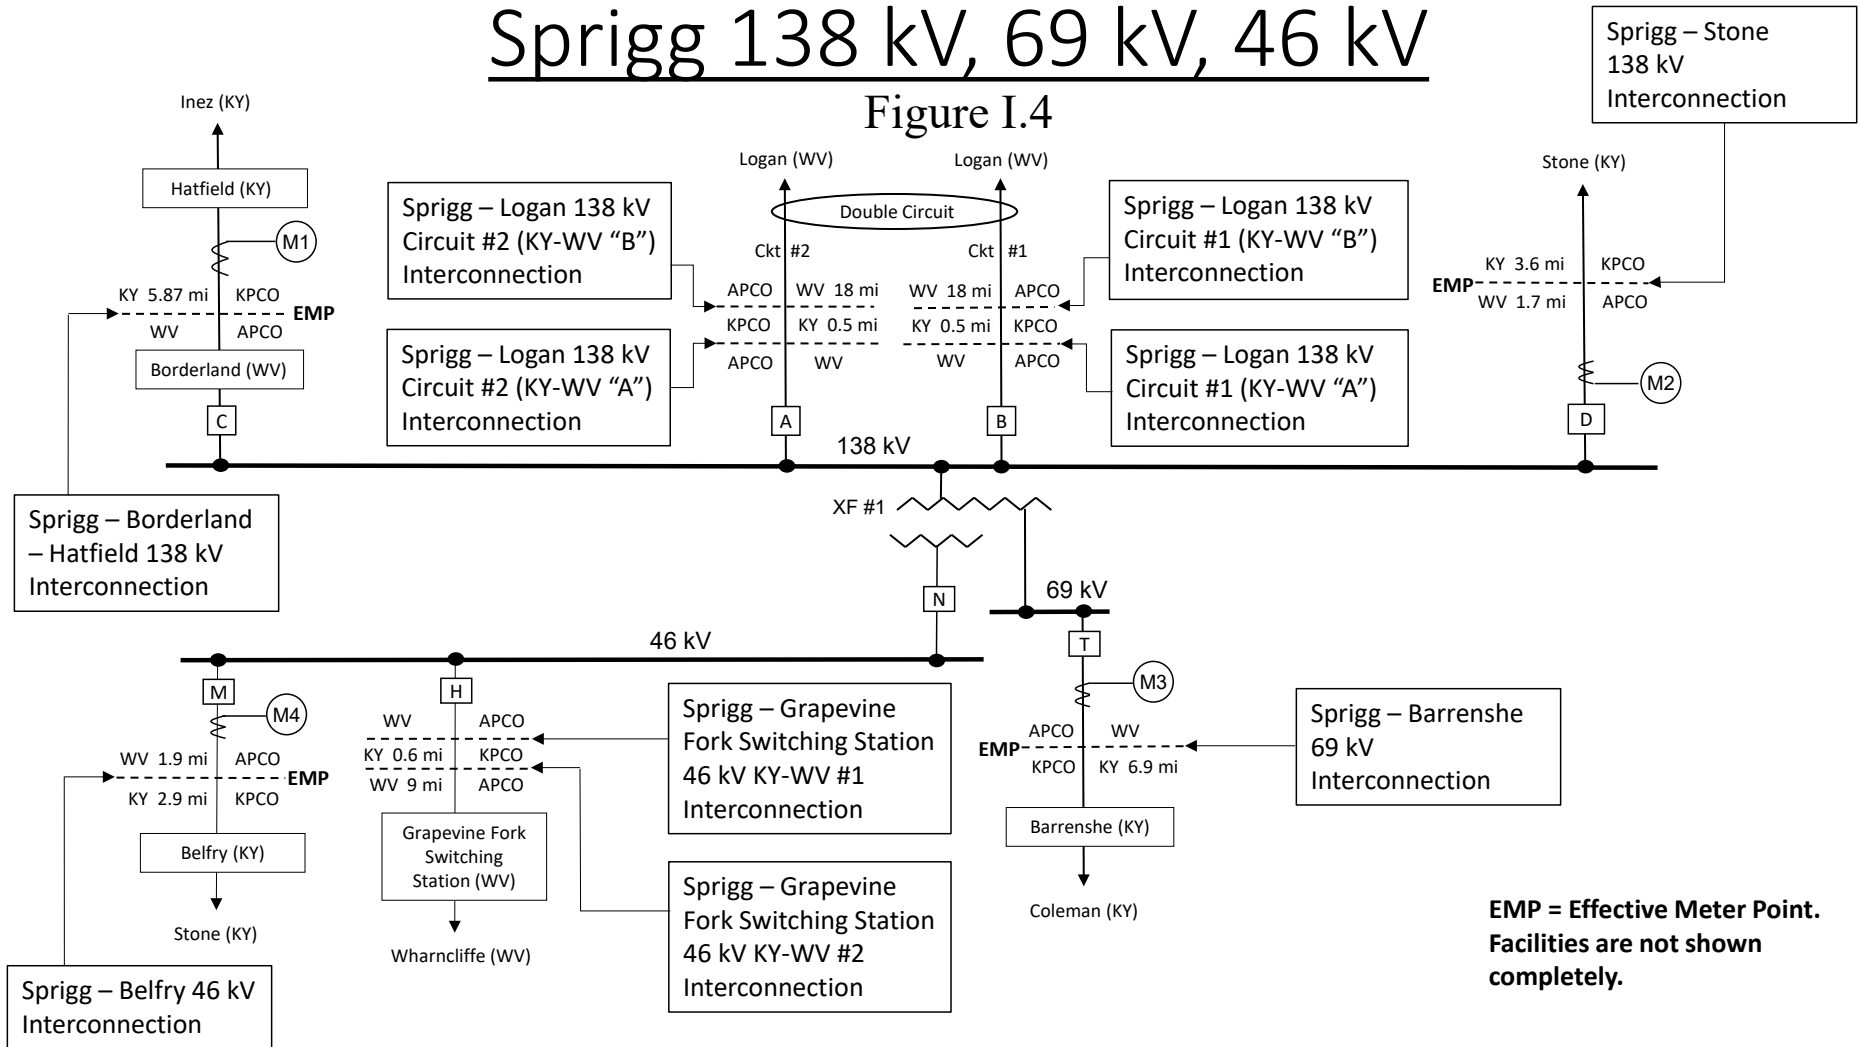 Sprigg 138 kV, 69 kV, 46 kV
Figure I.4
Sprigg – Stone
138 kV
Interconnection
Inez (KY)
Hatfield (KY)
M1
KY 5.87 mi KPCO
EMP
WV APCO
Borderland (WV)
C
Sprigg – Borderland
– Hatfield 138 kV
Interconnection
Sprigg – Logan 138 kV
Circuit #2 (KY-WV “B”)
Interconnection
Sprigg – Logan 138 kV
Circuit #2 (KY-WV “A”)
Interconnection
Logan (WV)
Logan (WV)
Double Circuit
Ckt #2
Ckt #1
APCO WV 18 mi
KPCO KY 0.5 mi
APCO WV
A
WV 18 mi APCO
KY 0.5 mi KPCO
WV APCO
B
Sprigg – Logan 138 kV
Circuit #1 (KY-WV “B”)
Interconnection
Sprigg – Logan 138 kV
Circuit #1 (KY-WV “A”)
Interconnection
Stone (KY)
KY 3.6 mi KPCO
EMP
WV 1.7 mi APCO
M2
D
138 kV
XF #1
N
69 kV
46 kV
T
M3
APCO WV
EMP
KPCO KY 6.9 mi
Barrenshe (KY)
Coleman (KY)
Sprigg – Barrenshe
69 kV
Interconnection
M
M4
WV 1.9 mi APCO
EMP
KY 2.9 mi KPCO
Belfry (KY)
Stone (KY)
Sprigg – Belfry 46 kV
Interconnection
H
WV APCO
KY 0.6 mi KPCO
WV 9 mi APCO
Grapevine Fork
Switching
Station (WV)
Wharncliffe (WV)
Sprigg – Grapevine
Fork Switching Station
46 kV KY-WV #1
Interconnection
Sprigg – Grapevine
Fork Switching Station
46 kV KY-WV #2
Interconnection
EMP = Effective Meter Point.
Facilities are not shown
completely.